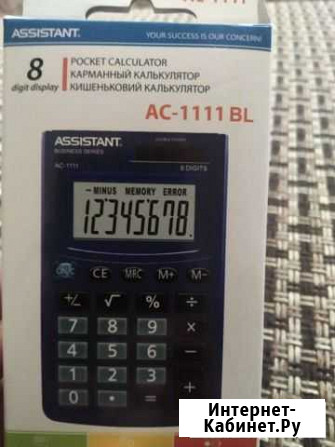 AC-1111
ASSISTANT.
YOUR SUCCESS IS OUR CONCERN!
8
digit display
POCKET CALCULATOR
КАРМАННЫЙ КАЛЬКУЛЯТОР
КИШЕНЬКОВИЙ КАЛЬКУЛЯТОР
AC-1111 BL
ASSISTANT.
BUSINESS SERIES
AC-1111
8 DIGITS
MINUS MEMORY ERROR
12345678.
CE MRC M+ M−
+/− √ % ÷
7 8 9 ×
4 5 6 −
1 2 3 +
0 • =
Интернет-
Кабинет.Ру